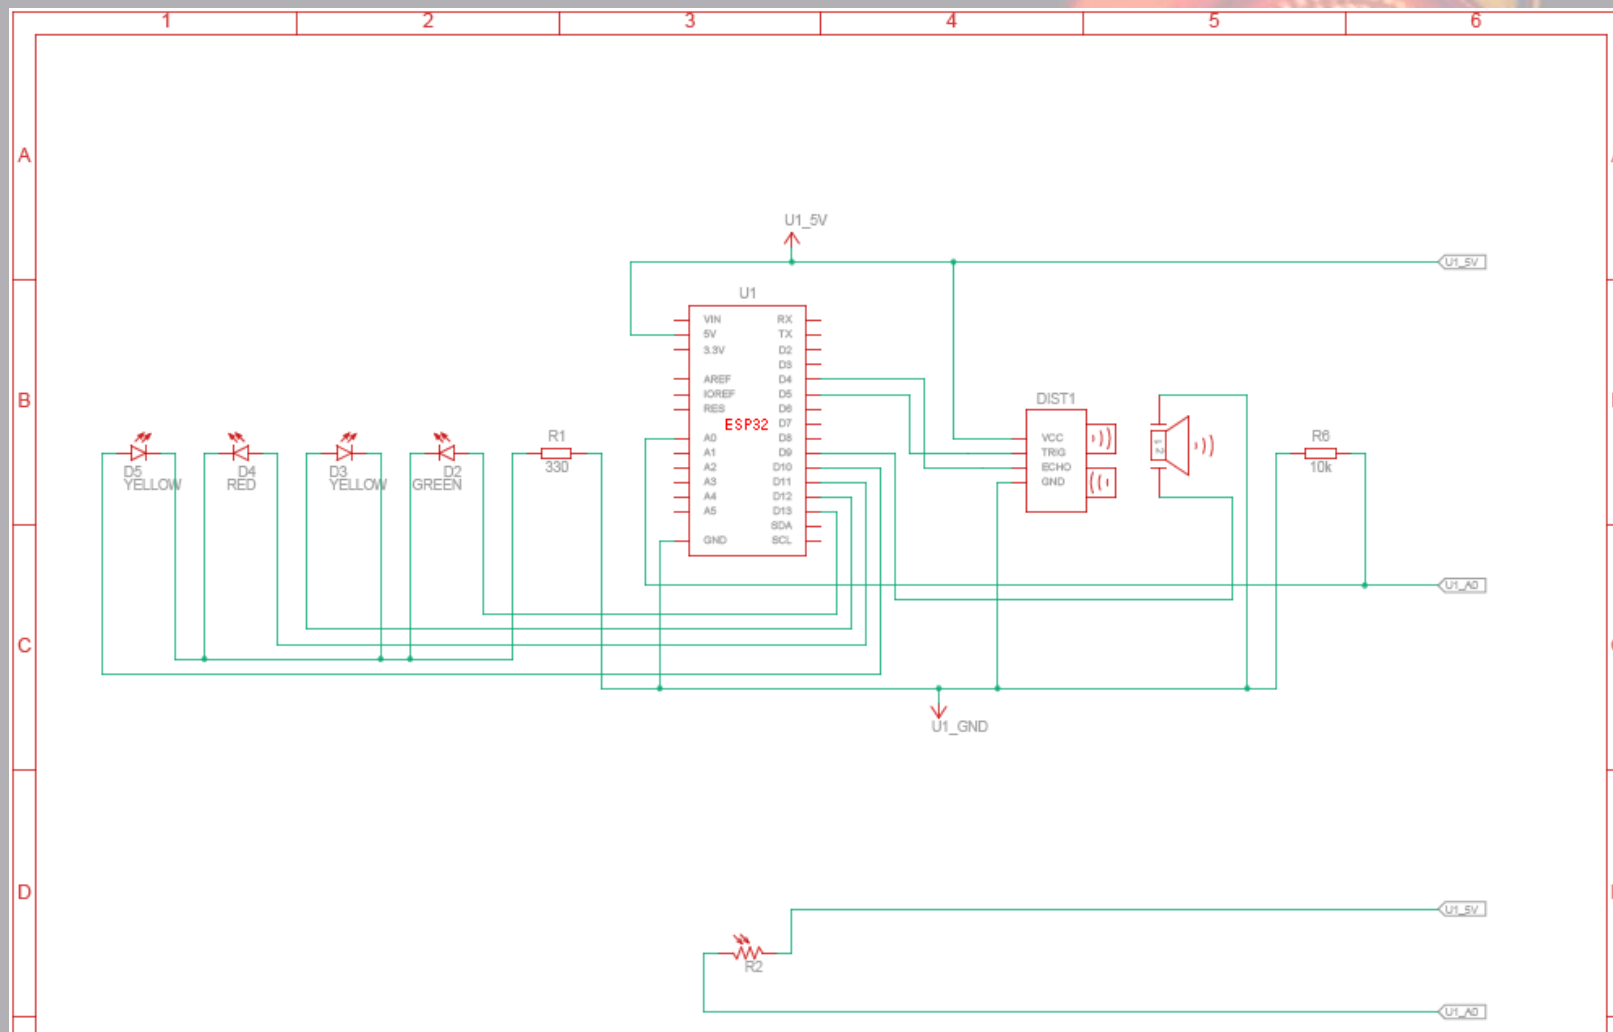 1 2 3 4 5 6
A
U1_5V
U1_5V
U1
VIN RX
5V TX
3.3V D2
D3
AREF D4
IOREF D5
RES D6
ESP32
D7
A0 D8
A1 D9
A2 D10
A3 D11
A4 D12
A5 D13
SDA
GND SCL
B
DIST1
VCC
TRIG
ECHO
GND
1 2
R6
10k
D5
YELLOW
D4
RED
D3
YELLOW
D2
GREEN
R1
330
U1_A0
C
U1_GND
D
U1_5V
R2
U1_A0